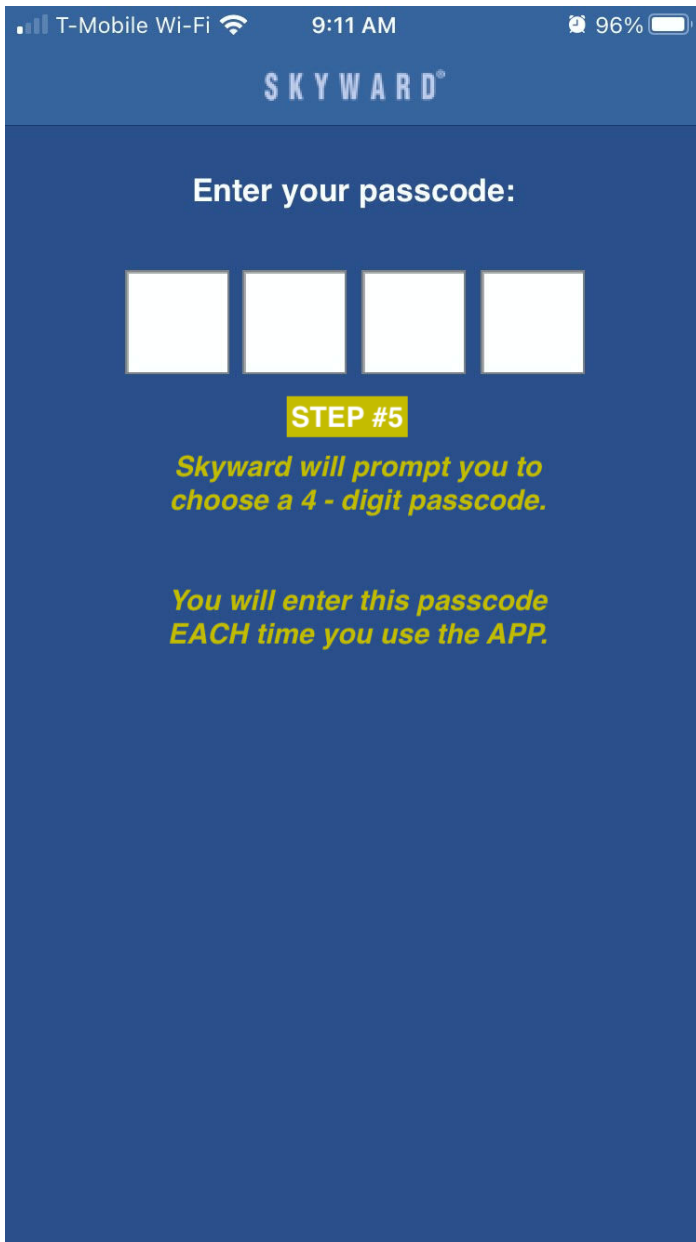 T-Mobile Wi-Fi 9:11 AM 96%
SKYWARD®
Enter your passcode:
STEP #5
Skyward will prompt you to
choose a 4 - digit passcode.
You will enter this passcode
EACH time you use the APP.